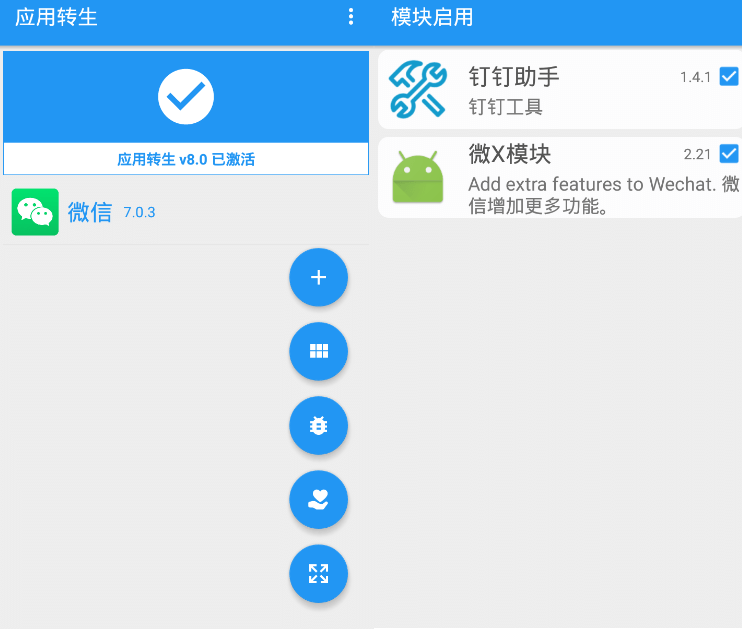 应用转生
应用转生 v8.0 已激活
微信 7.0.3
模块启用
钉钉助手 1.4.1
钉钉工具
微X模块 2.21
Add extra features to Wechat. 微
信增加更多功能。